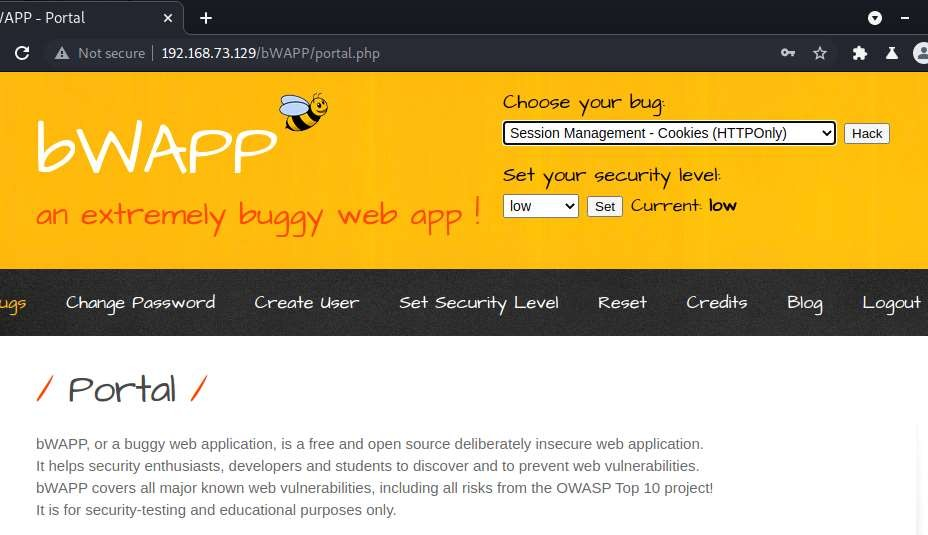 /APP - Portal
Not secure | 192.168.73.129/bWAPP/portal.php
bWAPP
an extremely buggy web app !
Choose your bug:
Session Management - Cookies (HTTPOnly) Hack
Set your security level:
low Set Current: low
ugs Change Password Create User Set Security Level Reset Credits Blog Logout
/ Portal /
bWAPP, or a buggy web application, is a free and open source deliberately insecure web application.
It helps security enthusiasts, developers and students to discover and to prevent web vulnerabilities.
bWAPP covers all major known web vulnerabilities, including all risks from the OWASP Top 10 project!
It is for security-testing and educational purposes only.